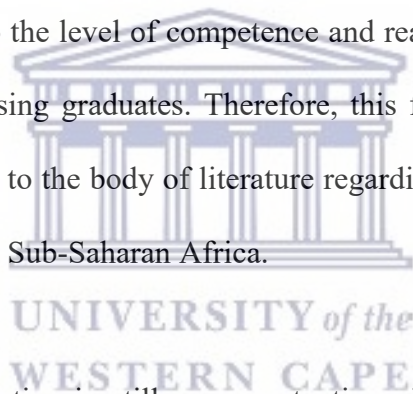 the level of competence and rea
sing graduates. Therefore, this
to the body of literature regardi
Sub-Saharan Africa.
UNIVERSITY of the
WESTERN CAPE